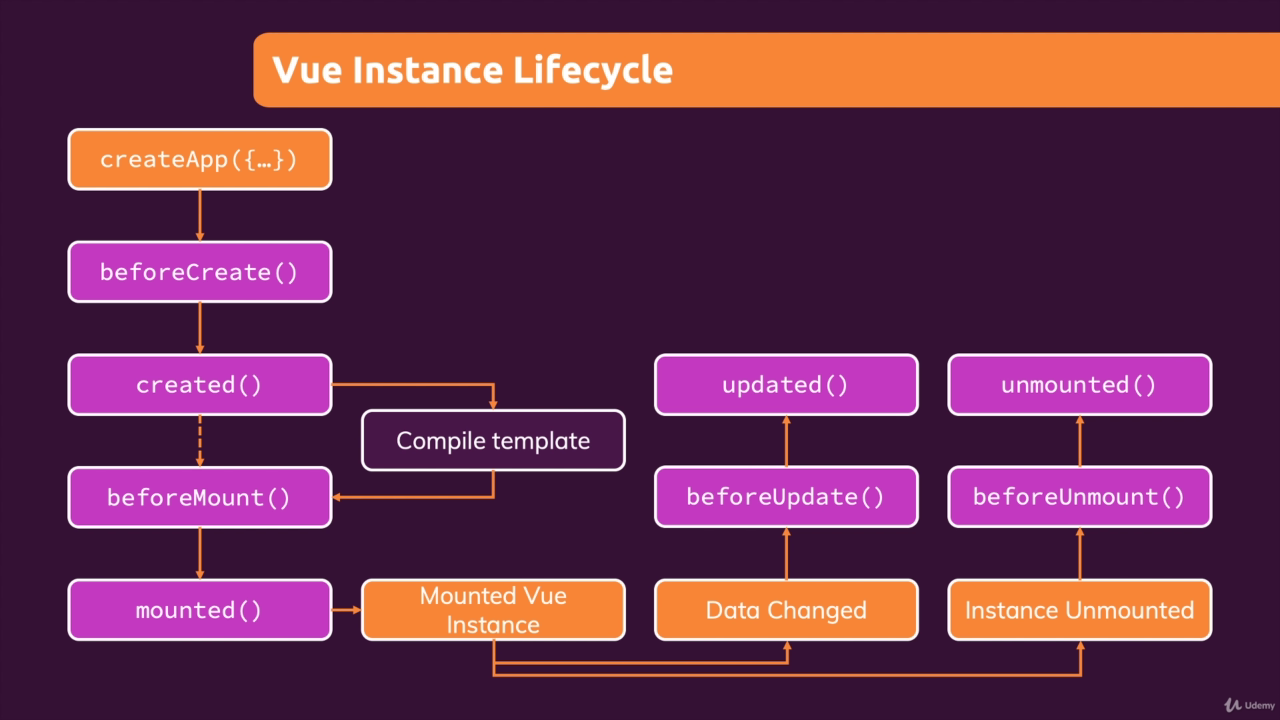 Vue Instance Lifecycle
createApp({…})
beforeCreate()
created()
Compile template
beforeMount()
mounted()
Mounted Vue
Instance
updated()
beforeUpdate()
Data Changed
unmounted()
beforeUnmount()
Instance Unmounted
Udemy